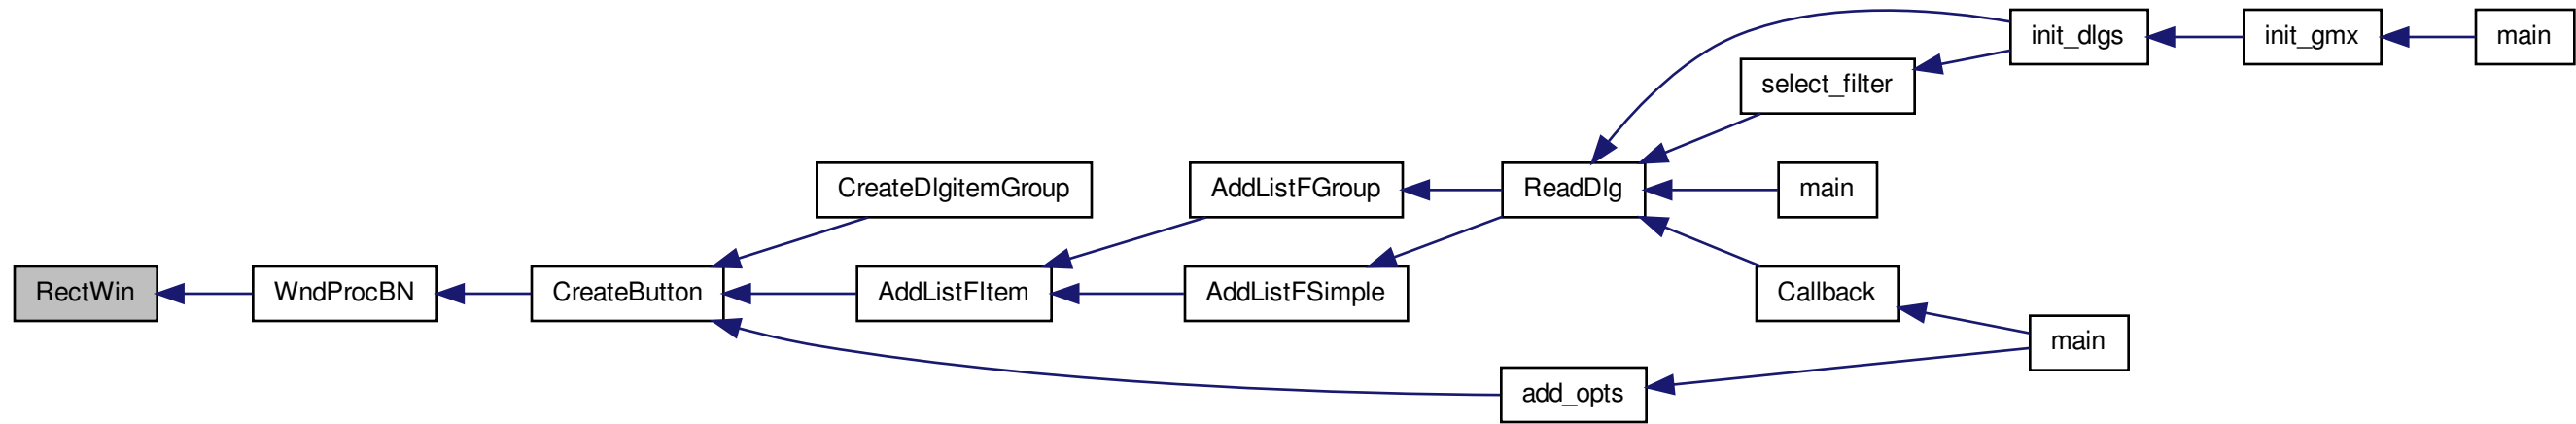 init_dlgs
init_gmx
main
select_filter
CreateDlgitemGroup
AddListFGroup
ReadDlg
main
RectWin
WndProcBN
CreateButton
AddListFItem
AddListFSimple
Callback
main
add_opts